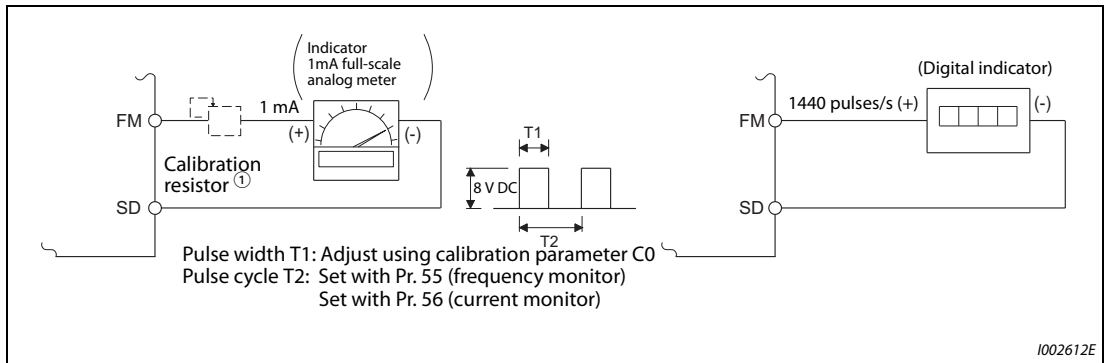 Indicator
1mA full-scale
analog meter
FM
1 mA
(+)
(-)
Calibration
resistor ①
SD
8 V DC
T1
T2
Pulse width T1: Adjust using calibration parameter C0
Pulse cycle T2: Set with Pr. 55 (frequency monitor)
Set with Pr. 56 (current monitor)
(Digital indicator)
1440 pulses/s (+)
(-)
FM
SD
I002612E